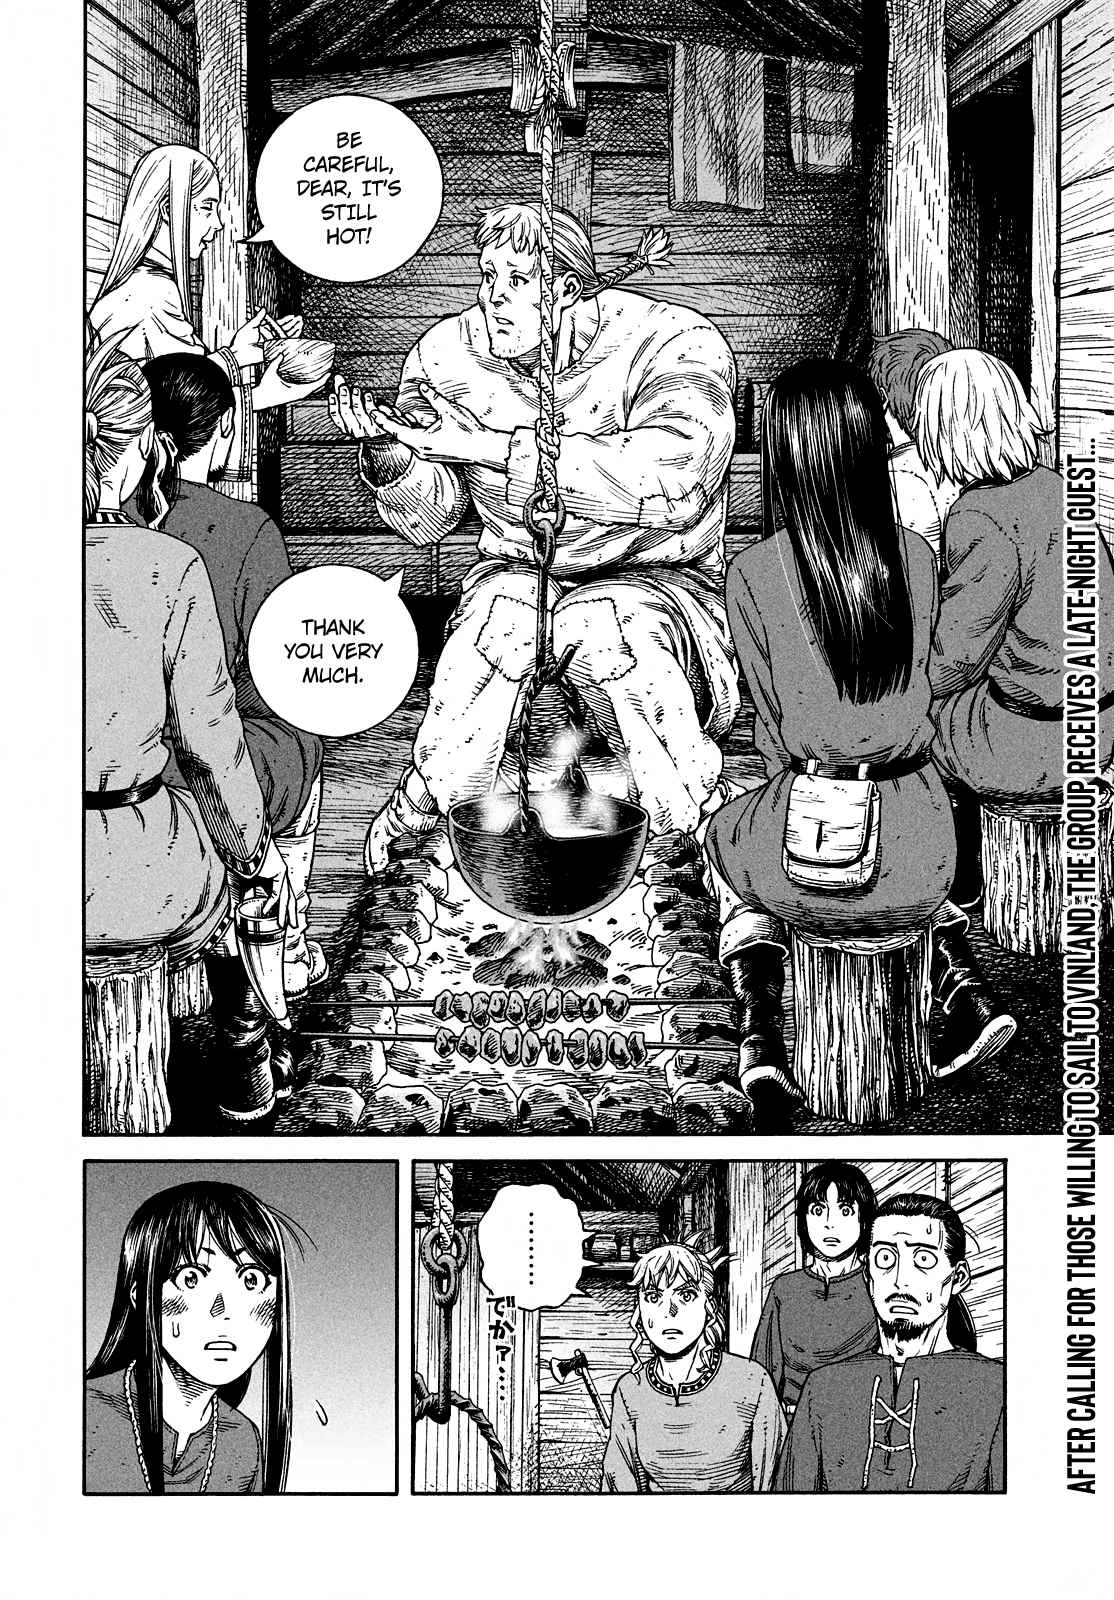 BE
CAREFUL,
DEAR, IT'S
STILL
HOT!
THANK
YOU VERY
MUCH.
AFTER CALLING FOR THOSE WILLING TO SAIL TO VINLAND, THE GROUP RECEIVES A LATE-NIGHT GUEST...
………
でかァ……